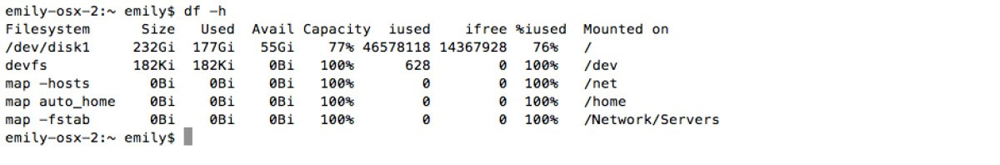 emily-osx-2:~ emily$ df -h
Filesystem      Size   Used  Avail Capacity  iused    ifree %iused  Mounted on
/dev/disk1     232Gi  177Gi   55Gi    77% 46578118 14367928   76%   /
devfs          182Ki  182Ki    0Bi   100%      628        0  100%   /dev
map -hosts       0Bi    0Bi    0Bi   100%        0        0  100%   /net
map auto_home    0Bi    0Bi    0Bi   100%        0        0  100%   /home
map -fstab       0Bi    0Bi    0Bi   100%        0        0  100%   /Network/Servers
emily-osx-2:~ emily$